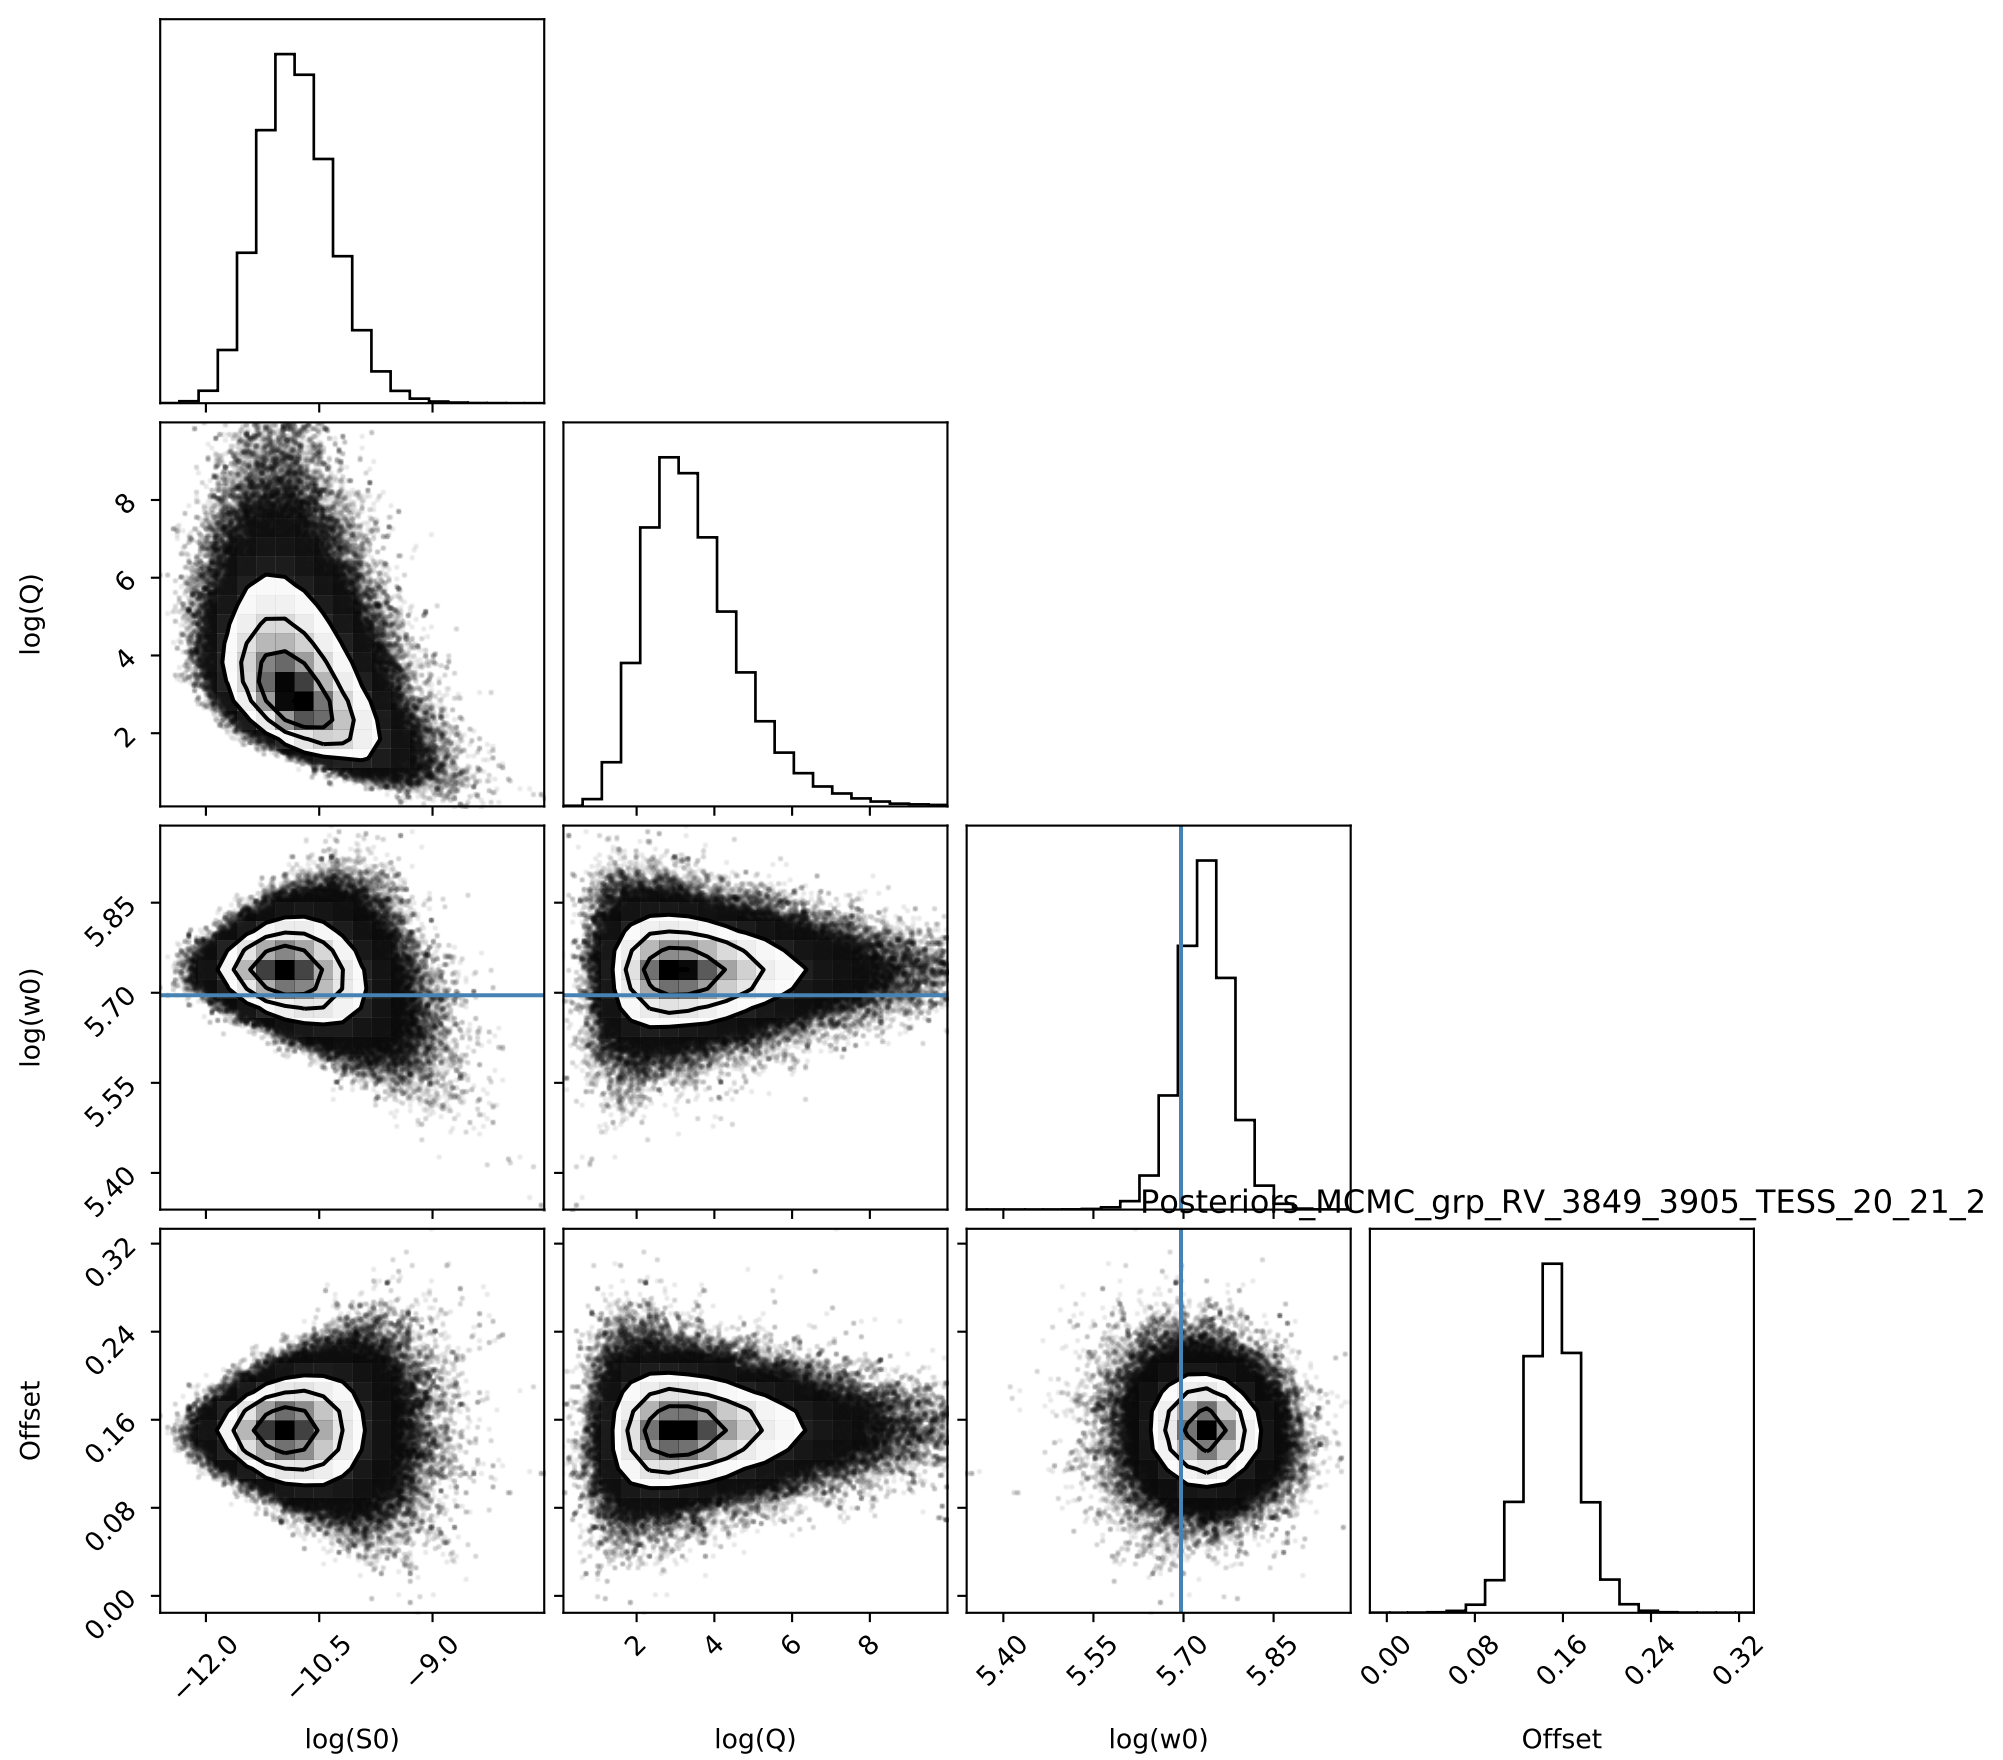 log(Q)
8
6
4
2
log(w0)
5.85
5.70
5.55
5.40
Posteriors_MCMC_grp_RV_3849_3905_TESS_20_21_2
Offset
0.32
0.24
0.16
0.08
0.00
−12.0 −10.5 −9.0 2 4 6 8 5.40 5.55 5.70 5.85 0.00 0.08 0.16 0.24 0.32
log(S0) log(Q) log(w0) Offset